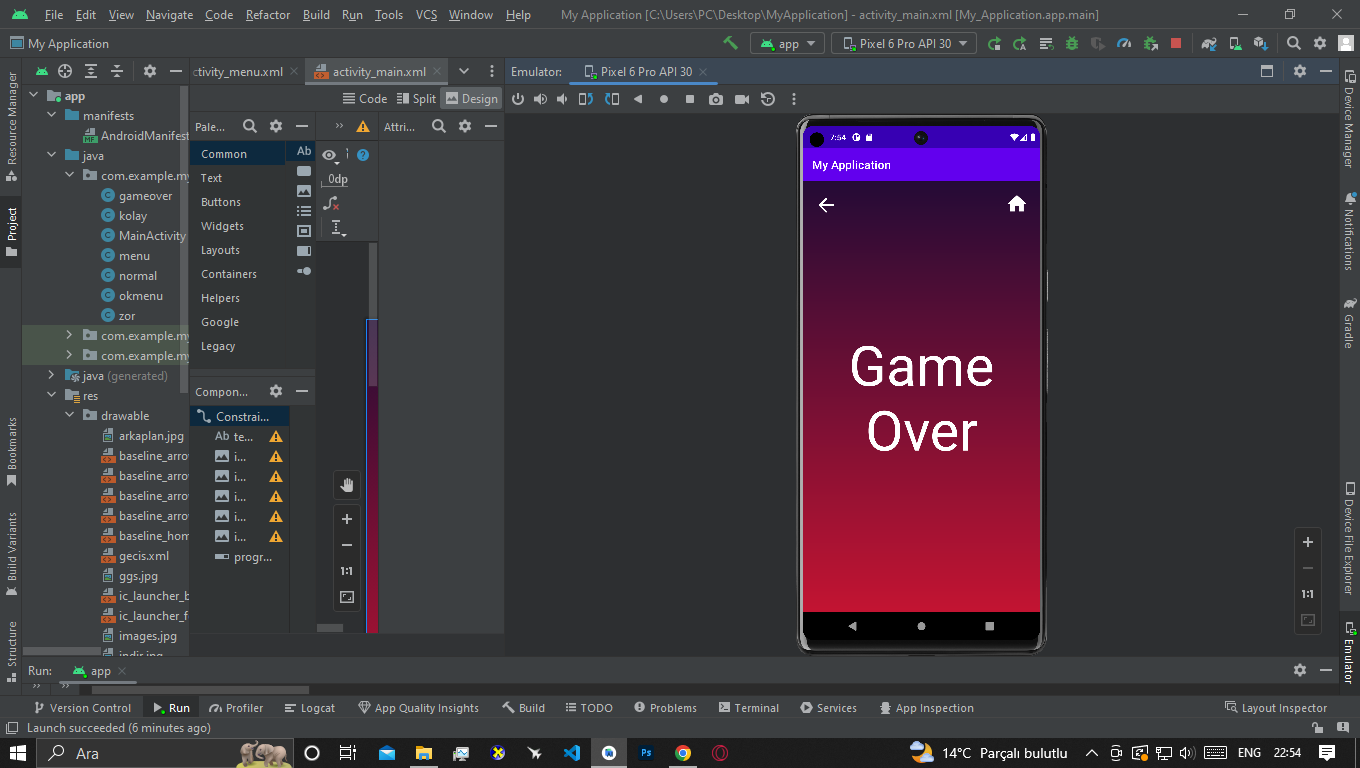 File Edit View Navigate Code Refactor Build Run Tools VCS Window Help My Application [C:\Users\PC\Desktop\MyApplication] - activity_main.xml [My_Application.app.main]
My Application app Pixel 6 Pro API 30
ctivity_menu.xml activity_main.xml Emulator: Pixel 6 Pro API 30
Code Split Design
Resource Manager
Project
Bookmarks
Build Variants
Structure
app
manifests
AndroidManifest
java
com.example.my
gameover
kolay
MainActivity
menu
normal
okmenu
zor
com.example.my
com.example.my
java (generated)
res
drawable
arkaplan.jpg
baseline_arro
baseline_arro
baseline_arro
baseline_arro
baseline_hom
gecis.xml
ggs.jpg
ic_launcher_b
ic_launcher_f
images.jpg
indir.jpg
Pale... Attri...
Common
Text
Buttons
Widgets
Layouts
Containers
Helpers
Google
Legacy
Ab
0dp
Compon...
Constrai...
Ab te...
i...
i...
i...
i...
i...
progr...
1:1
7:54
My Application
Game
Over
1:1
Device Manager
Notifications
Gradle
Device File Explorer
Emulator
Run: app
Version Control Run Profiler Logcat App Quality Insights Build TODO Problems Terminal Services App Inspection Layout Inspector
Launch succeeded (6 minutes ago)
Ara 14°C Parçalı bulutlu ENG 22:54